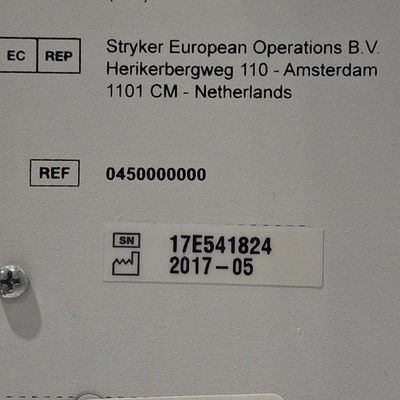 EC REP Stryker European Operations B.V.
Herikerbergweg 110 - Amsterdam
1101 CM - Netherlands
REF 0450000000
SN 17E541824
2017-05